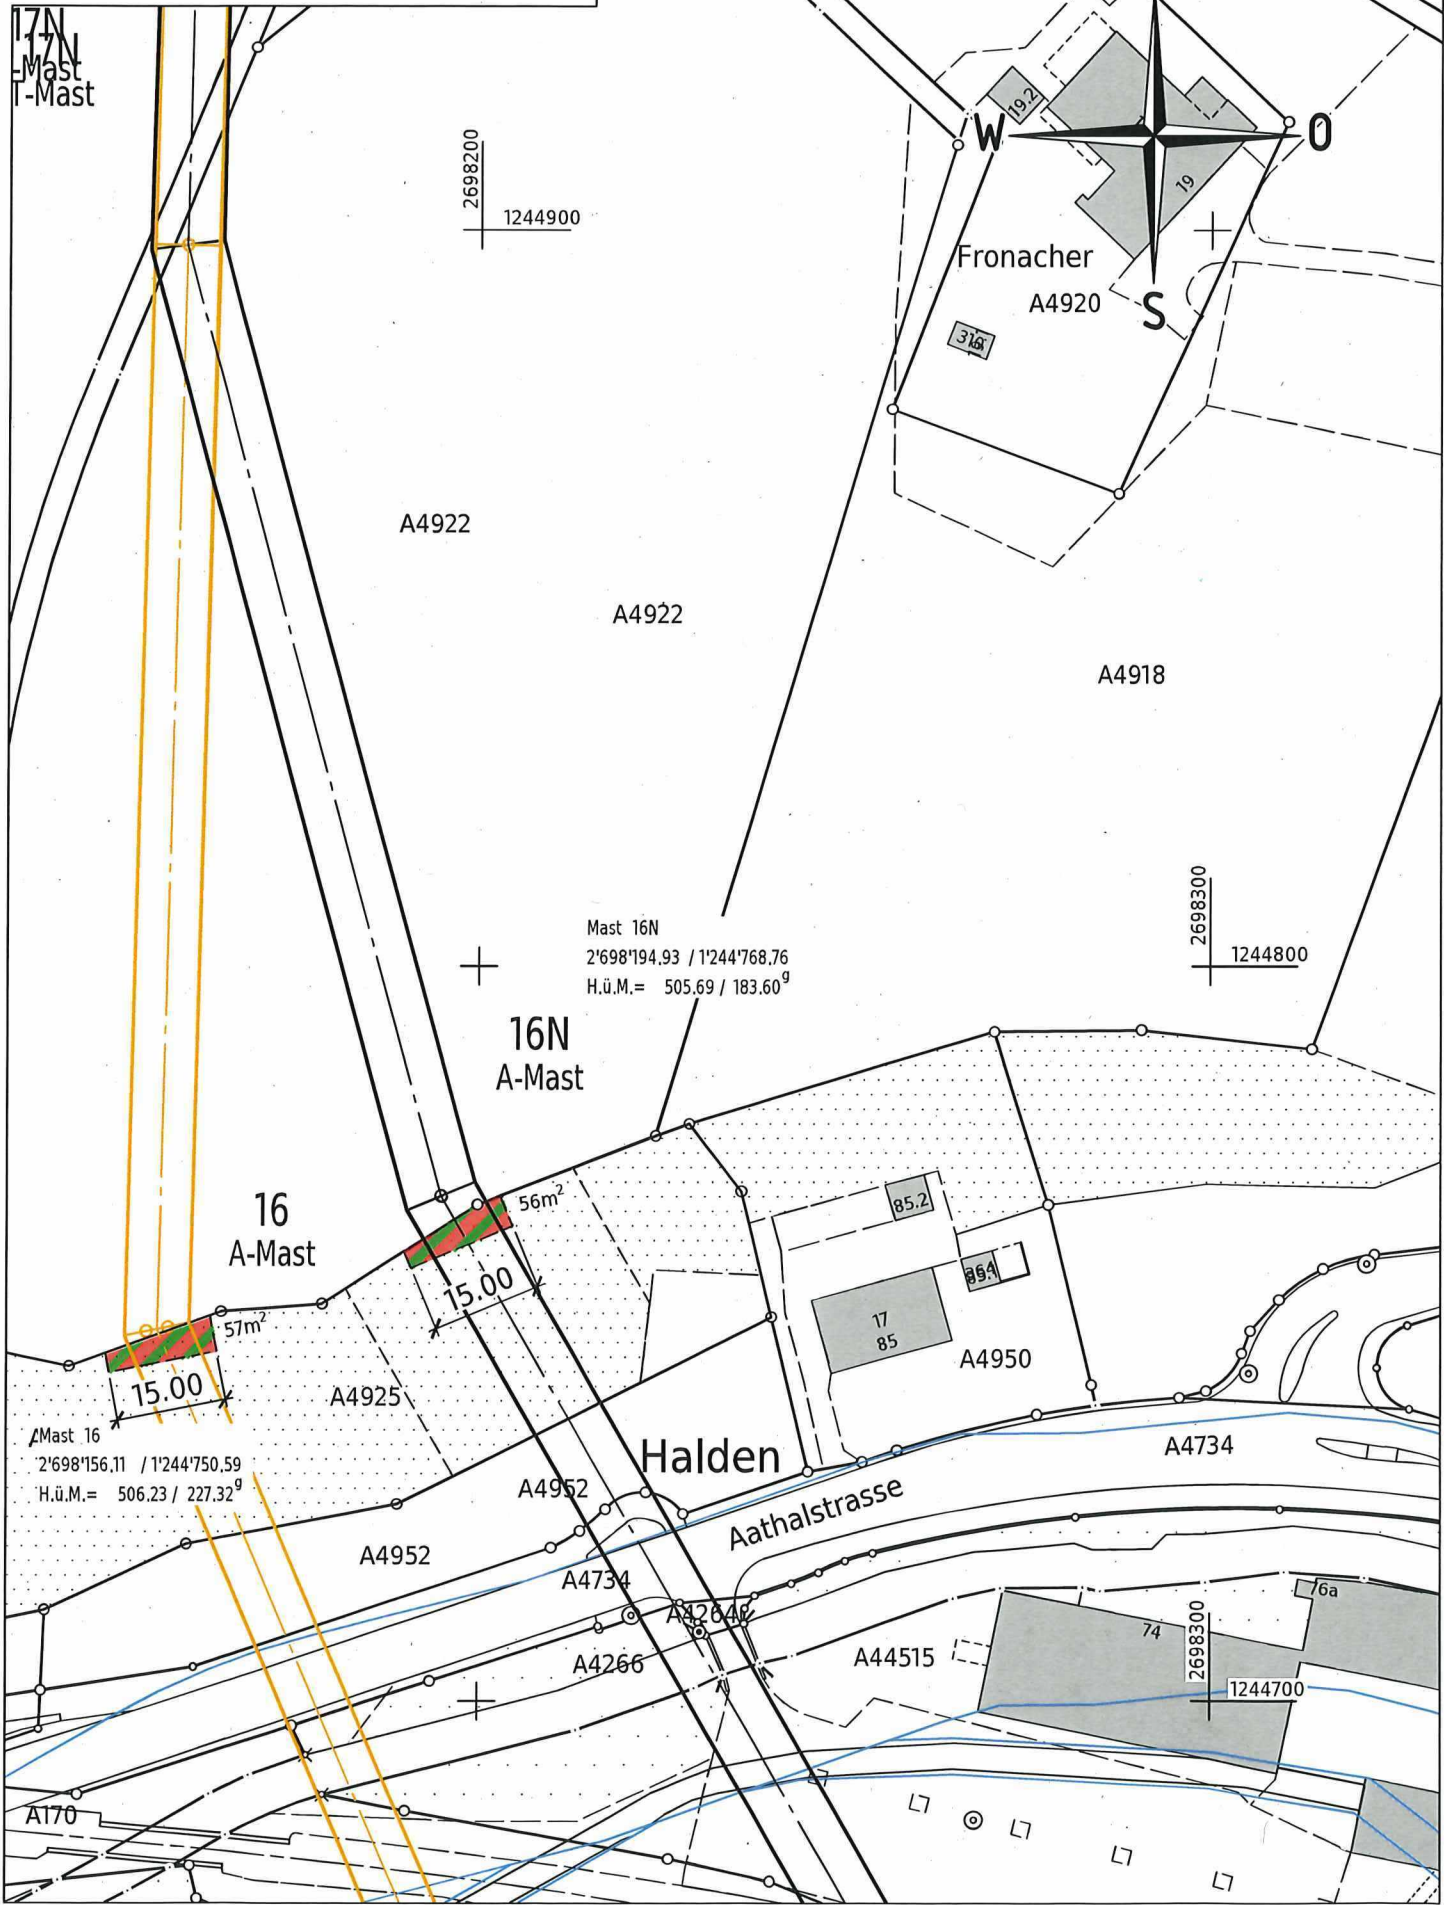 17N
17N
-Mast
T-Mast
2698200
1244900
19.2
W
O
19
Fronacher
A4920
S
A4922
A4922
A4918
2698300
1244800
Mast 16N
2'698'194.93 / 1'244'768.76
H.ü.M.= 505.69 / 183.60g
16N
A-Mast
56m²
15.00
16
A-Mast
57m²
15.00
A4925
85.2
17
85
A4950
Mast 16
2'698'156.11 / 1'244'750.59
H.ü.M.= 506.23 / 227.32g
Halden
A4952
A4952
Aathalstrasse
A4734
A4734
A4264
A4266
A44515
74
76a
2698300
1244700
A170